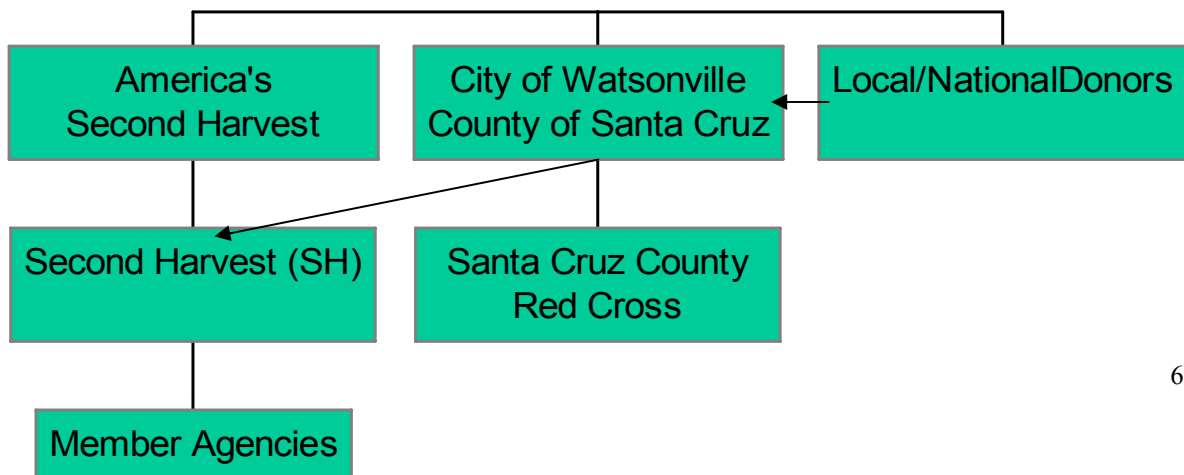 America's
Second Harvest
City of Watsonville
County of Santa Cruz
Local/NationalDonors
Second Harvest (SH)
Santa Cruz County
Red Cross
6
Member Agencies